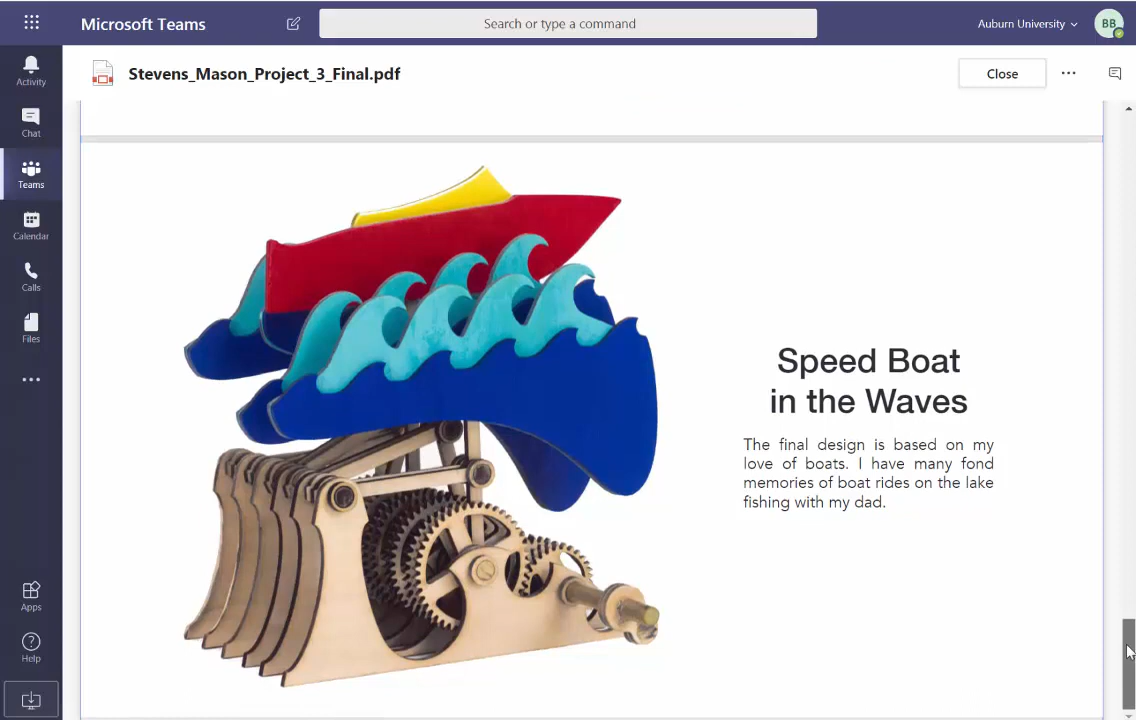 Microsoft Teams
Search or type a command
Auburn University
BB
Activity
Stevens_Mason_Project_3_Final.pdf
Close
Chat
Teams
Calendar
Calls
Files
Speed Boat
in the Waves
The final design is based on my
love of boats. I have many fond
memories of boat rides on the lake
fishing with my dad.
Apps
Help